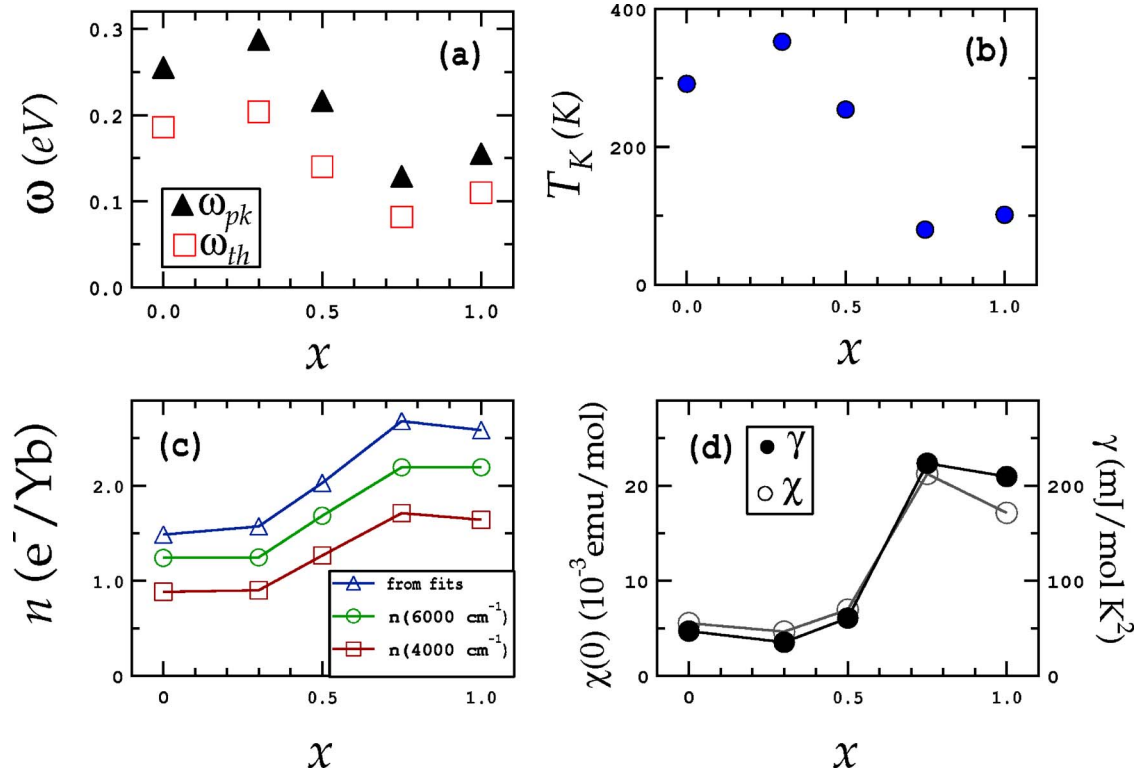 (a)
ω (eV)
0.3
0.2
0.1
0.0
ω_pk
ω_th
0.0 0.5 1.0
x
(b)
T_K (K)
400
200
0
0.0 0.5 1.0
x
(c)
n (e⁻/Yb)
2.0
1.0
0
from fits
n(6000 cm⁻¹)
n(4000 cm⁻¹)
0 0.5 1.0
x
(d)
χ(0) (10⁻³emu/mol)
20
10
0
γ
χ
200
100
0
γ (mJ/mol K²)
0 0.5 1.0
x